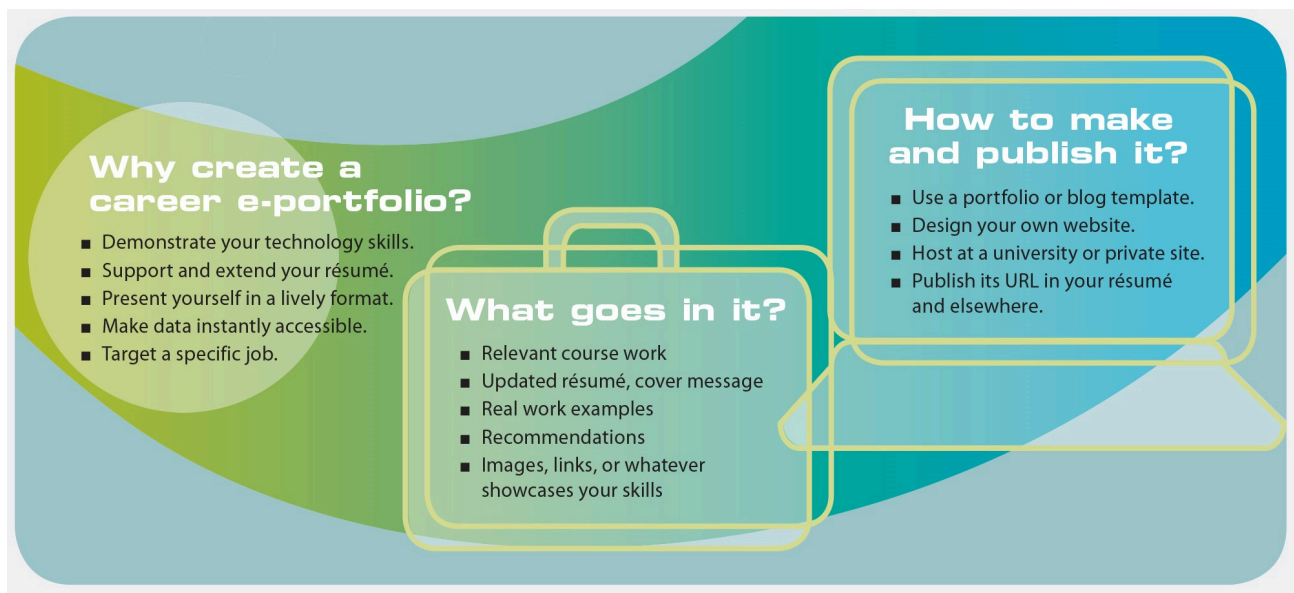 Why create a
career e-portfolio?
■ Demonstrate your technology skills.
■ Support and extend your résumé.
■ Present yourself in a lively format.
■ Make data instantly accessible.
■ Target a specific job.
What goes in it?
■ Relevant course work
■ Updated résumé, cover message
■ Real work examples
■ Recommendations
■ Images, links, or whatever
showcases your skills
How to make
and publish it?
■ Use a portfolio or blog template.
■ Design your own website.
■ Host at a university or private site.
■ Publish its URL in your résumé
and elsewhere.